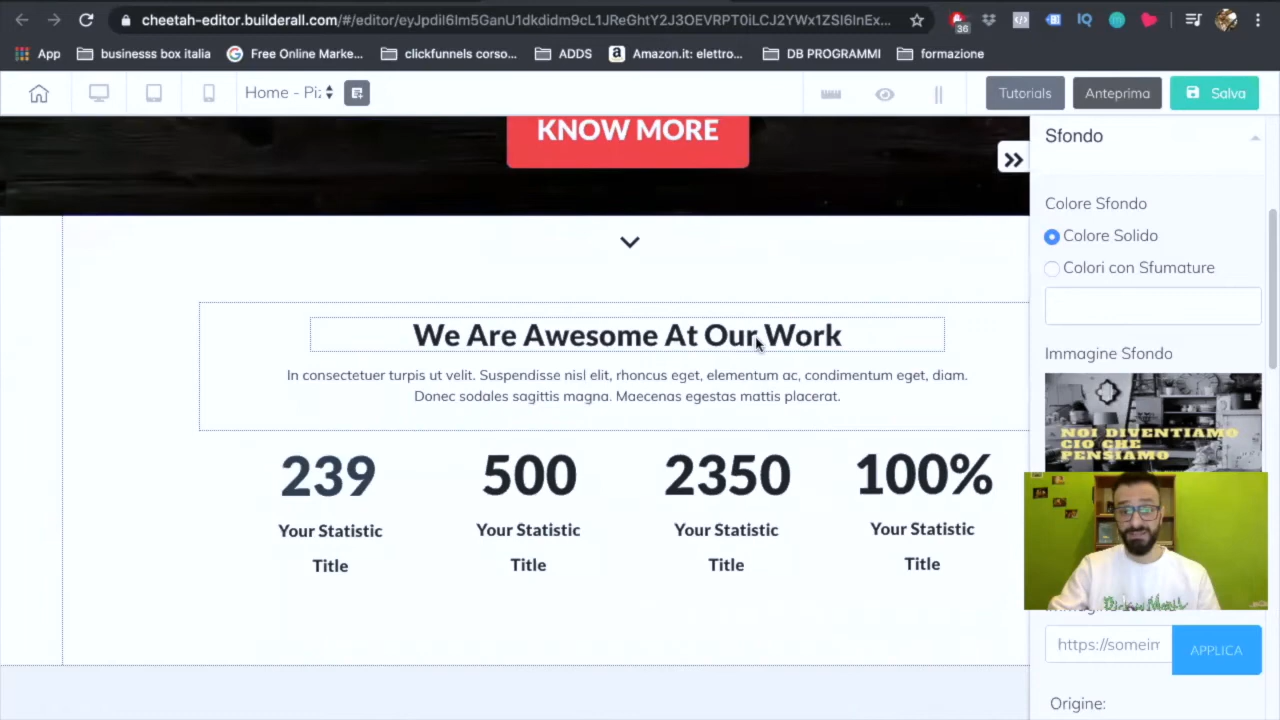 cheetah-editor.builderall.com/#/editor/eyJpdiI6Im5GanU1dkdidm9cL1JReGhtY2J3OEVRPT0iLCJ2YWx1ZSI6InEx...
36
App
businesss box italia
Free Online Marke...
clickfunnels corso...
ADDS
Amazon.it: elettro...
DB PROGRAMMI
formazione
Home - Piz
Tutorials
Anteprima
Salva
KNOW MORE
Sfondo
Colore Sfondo
Colore Solido
Colori con Sfumature
Immagine Sfondo
NOI DIVENTIAMO
CIO CHE
PENSIAMO
We Are Awesome At Our Work
In consectetuer turpis ut velit. Suspendisse nisl elit, rhoncus eget, elementum ac, condimentum eget, diam.
Donec sodales sagittis magna. Maecenas egestas mattis placerat.
239 500 2350 100%
Your Statistic Your Statistic Your Statistic Your Statistic
Title Title Title Title
https://someim
APPLICA
Origine: